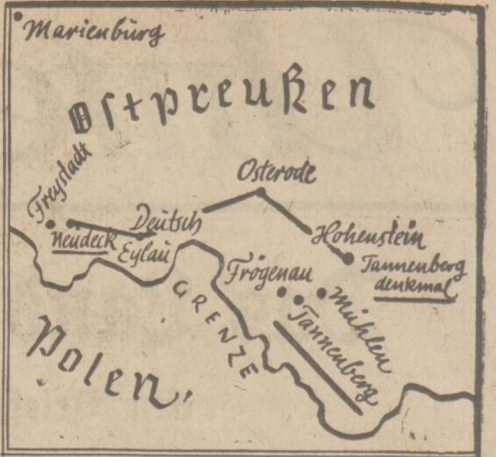 Marienburg
Ostpreußen
Freystadt
Osterode
Deutsch
Eylau
Neudeck
Hohenstein
Tannenberg
denkmal
Frögenau
Mühlen
Tannenberg
GRENZE
Polen